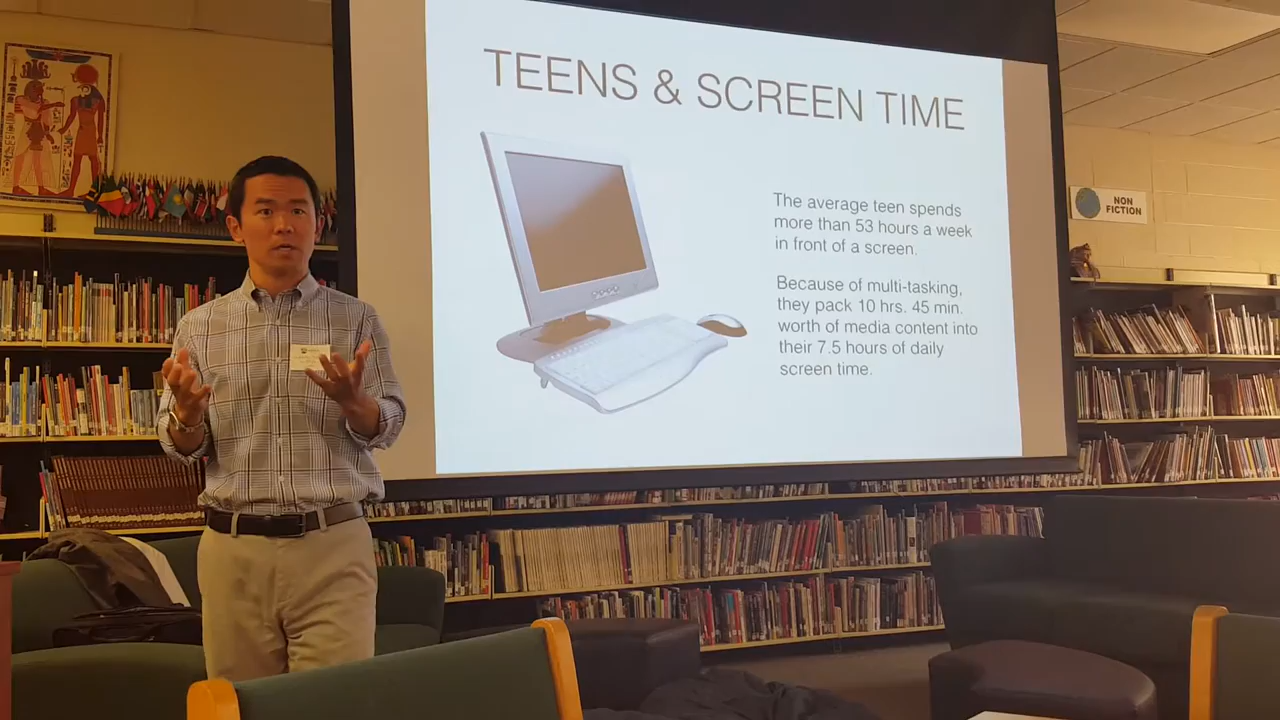 TEENS & SCREEN TIME
The average teen spends
more than 53 hours a week
in front of a screen.
Because of multi-tasking,
they pack 10 hrs. 45 min.
worth of media content into
their 7.5 hours of daily
screen time.
NON
FICTION